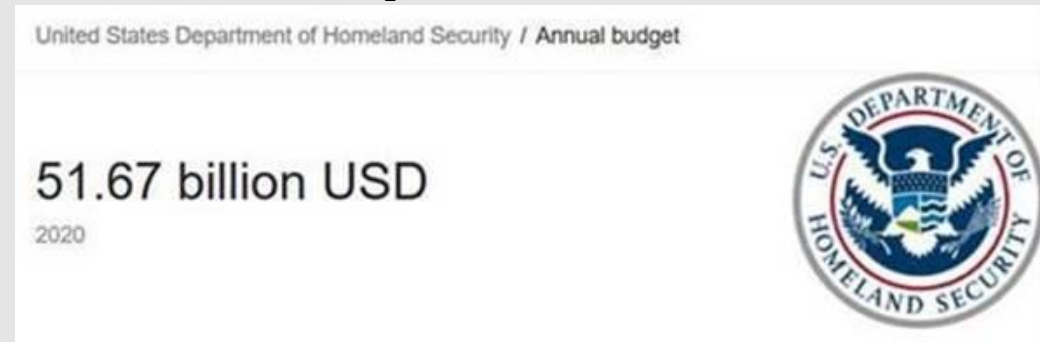 United States Department of Homeland Security / Annual budget
51.67 billion USD
2020
U.S. DEPARTMENT OF
HOMELAND SECURITY